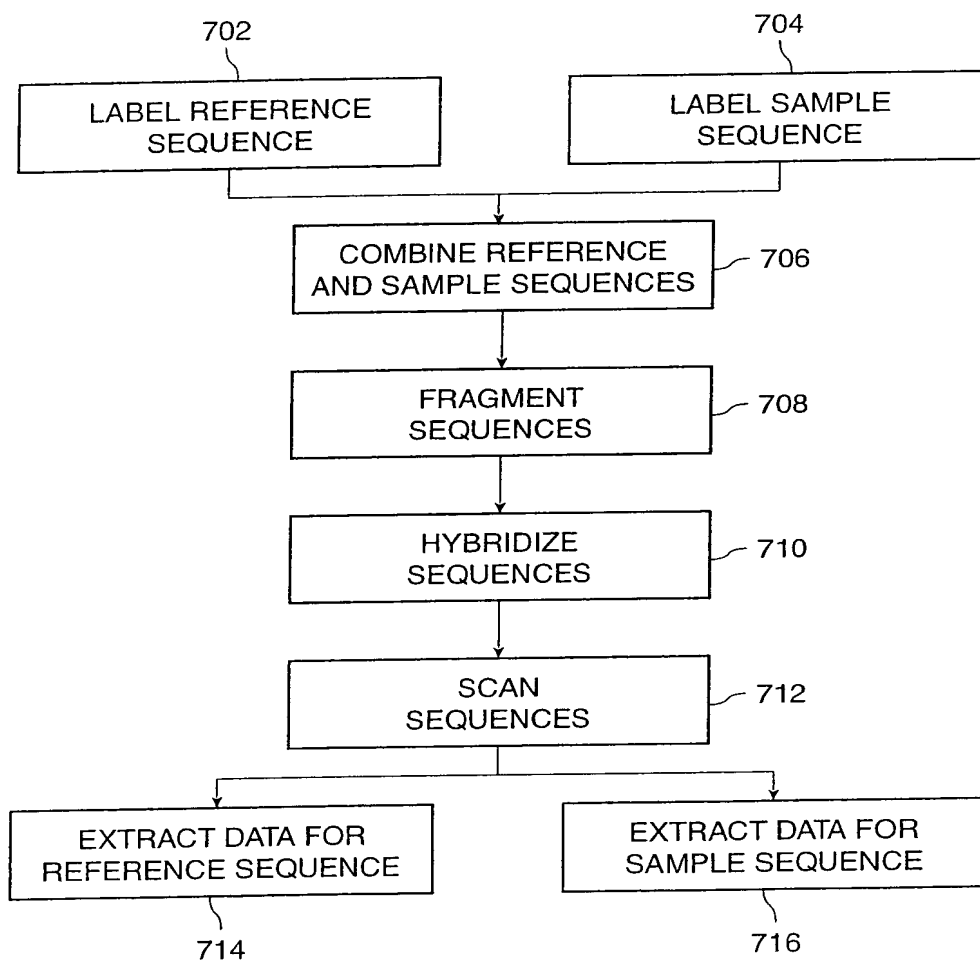 702
704
LABEL REFERENCE
SEQUENCE
LABEL SAMPLE
SEQUENCE
COMBINE REFERENCE
AND SAMPLE SEQUENCES
706
FRAGMENT
SEQUENCES
708
HYBRIDIZE
SEQUENCES
710
SCAN
SEQUENCES
712
EXTRACT DATA FOR
REFERENCE SEQUENCE
EXTRACT DATA FOR
SAMPLE SEQUENCE
714
716